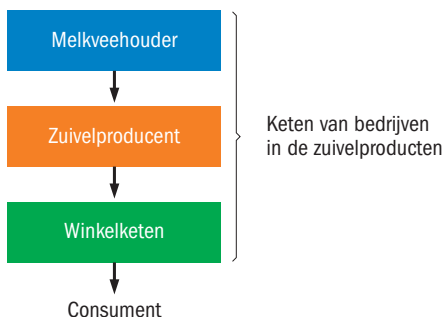 Melkveehouder
Zuivelproducent
Keten van bedrijven
in de zuivelproducten
Winkelketen
Consument